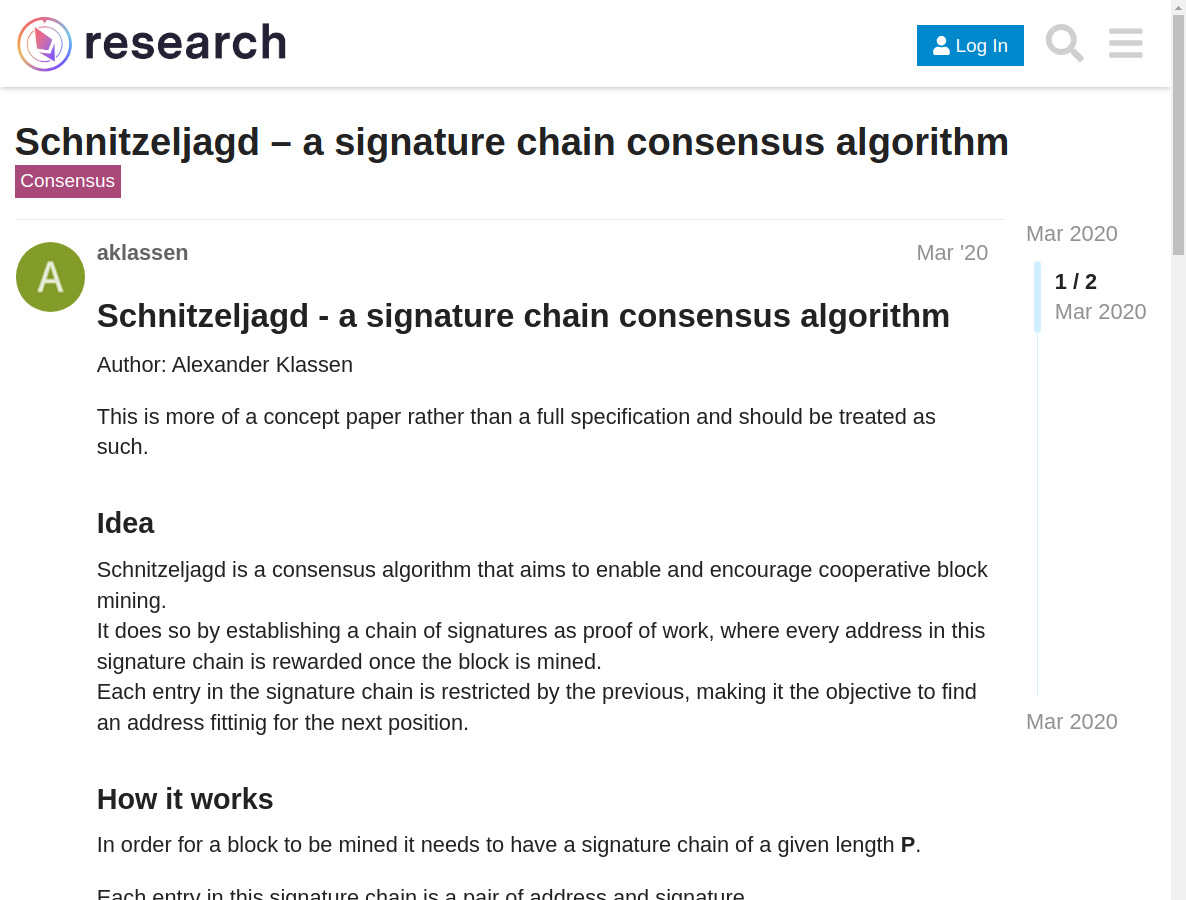 research
Log In
Schnitzeljagd – a signature chain consensus algorithm
Consensus
Mar 2020
1 / 2
Mar 2020
Mar 2020
A
aklassen
Mar '20
Schnitzeljagd - a signature chain consensus algorithm
Author: Alexander Klassen
This is more of a concept paper rather than a full specification and should be treated as
such.
Idea
Schnitzeljagd is a consensus algorithm that aims to enable and encourage cooperative block
mining.
It does so by establishing a chain of signatures as proof of work, where every address in this
signature chain is rewarded once the block is mined.
Each entry in the signature chain is restricted by the previous, making it the objective to find
an address fittinig for the next position.
How it works
In order for a block to be mined it needs to have a signature chain of a given length P.
Each entry in this signature chain is a pair of address and signature